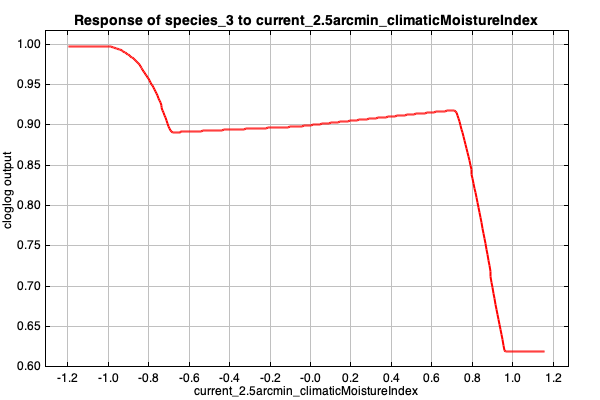 Response of species_3 to current_2.5arcmin_climaticMoistureIndex
1.00
0.95
0.90
0.85
0.80
0.75
0.70
0.65
0.60
cloglog output
-1.2 -1.0 -0.8 -0.6 -0.4 -0.2 -0.0 0.2 0.4 0.6 0.8 1.0 1.2
current_2.5arcmin_climaticMoistureIndex